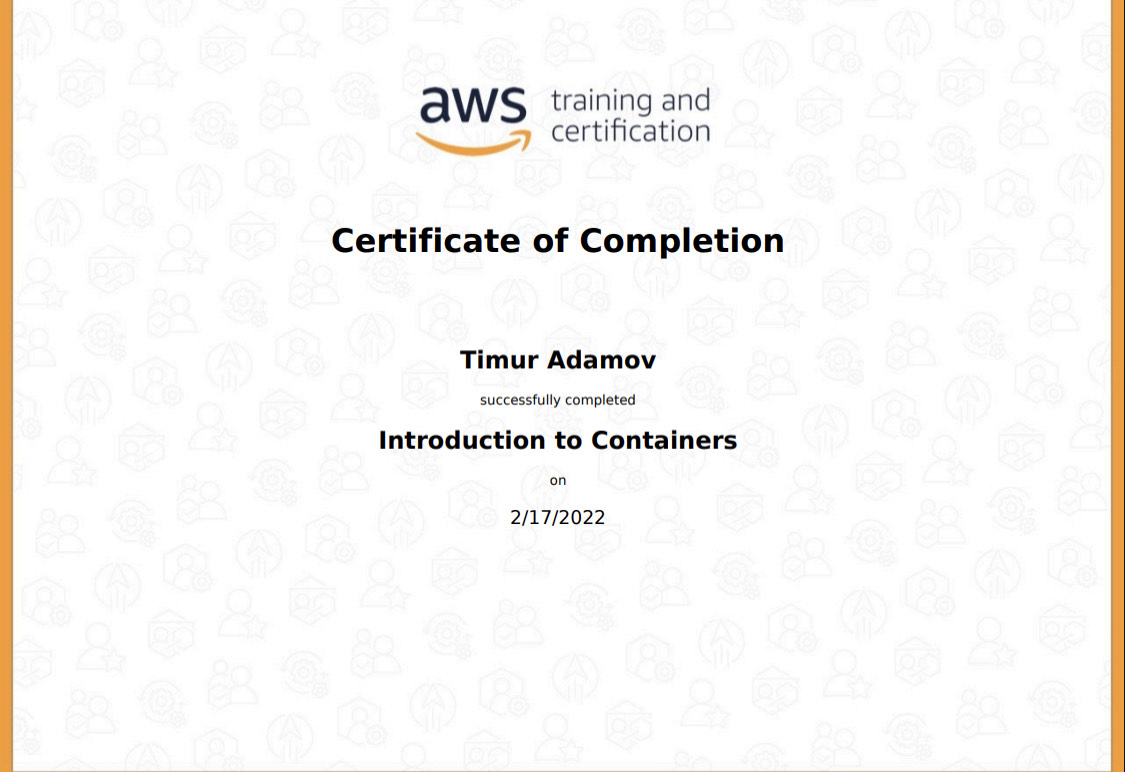 aws training and
certification
Certificate of Completion
Timur Adamov
successfully completed
Introduction to Containers
on
2/17/2022